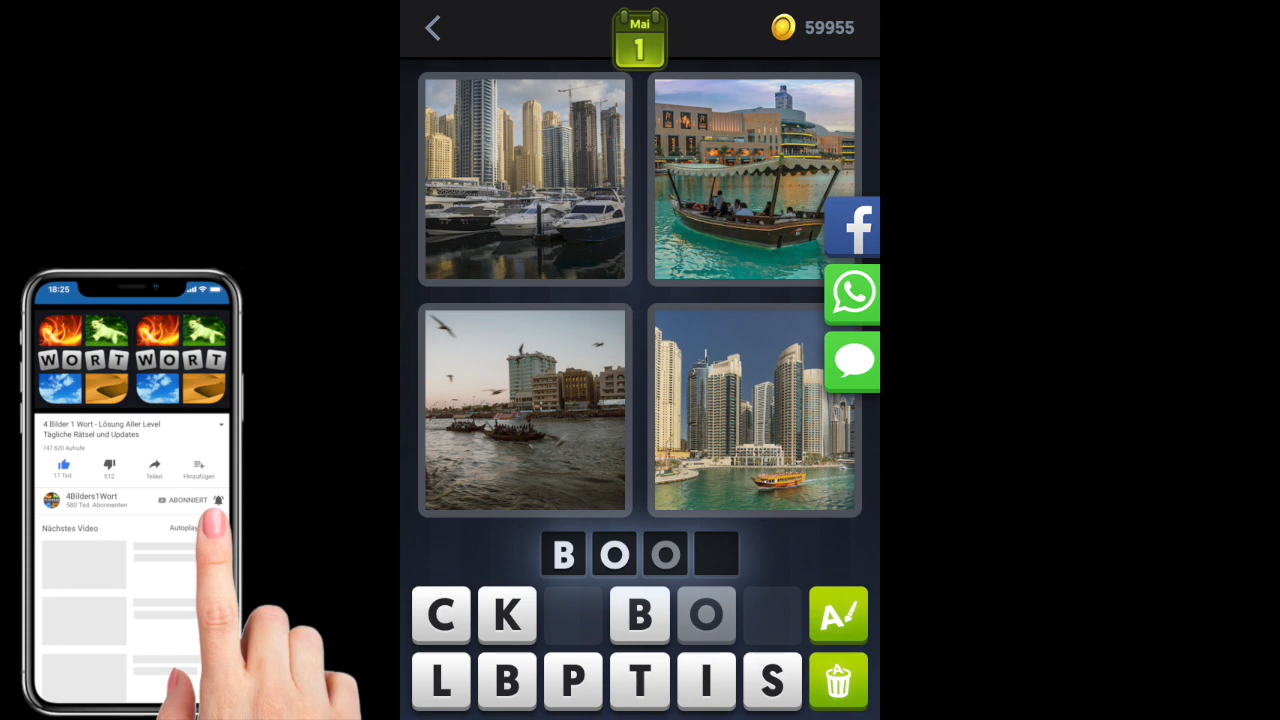 Mai
1
59955
18:25
W O R T W O R T
4 Bilder 1 Wort - Lösung Aller Level
Tägliche Rätsel und Updates
747.620 Aufrufe
17 Tsd
512
Teilen
Hinzufügen
4Bilders1Wort
580 Tsd. Abonnenten
ABONNIERT
Nächstes Video
Autoplay
B O O
C K B O
A
L B P T I S